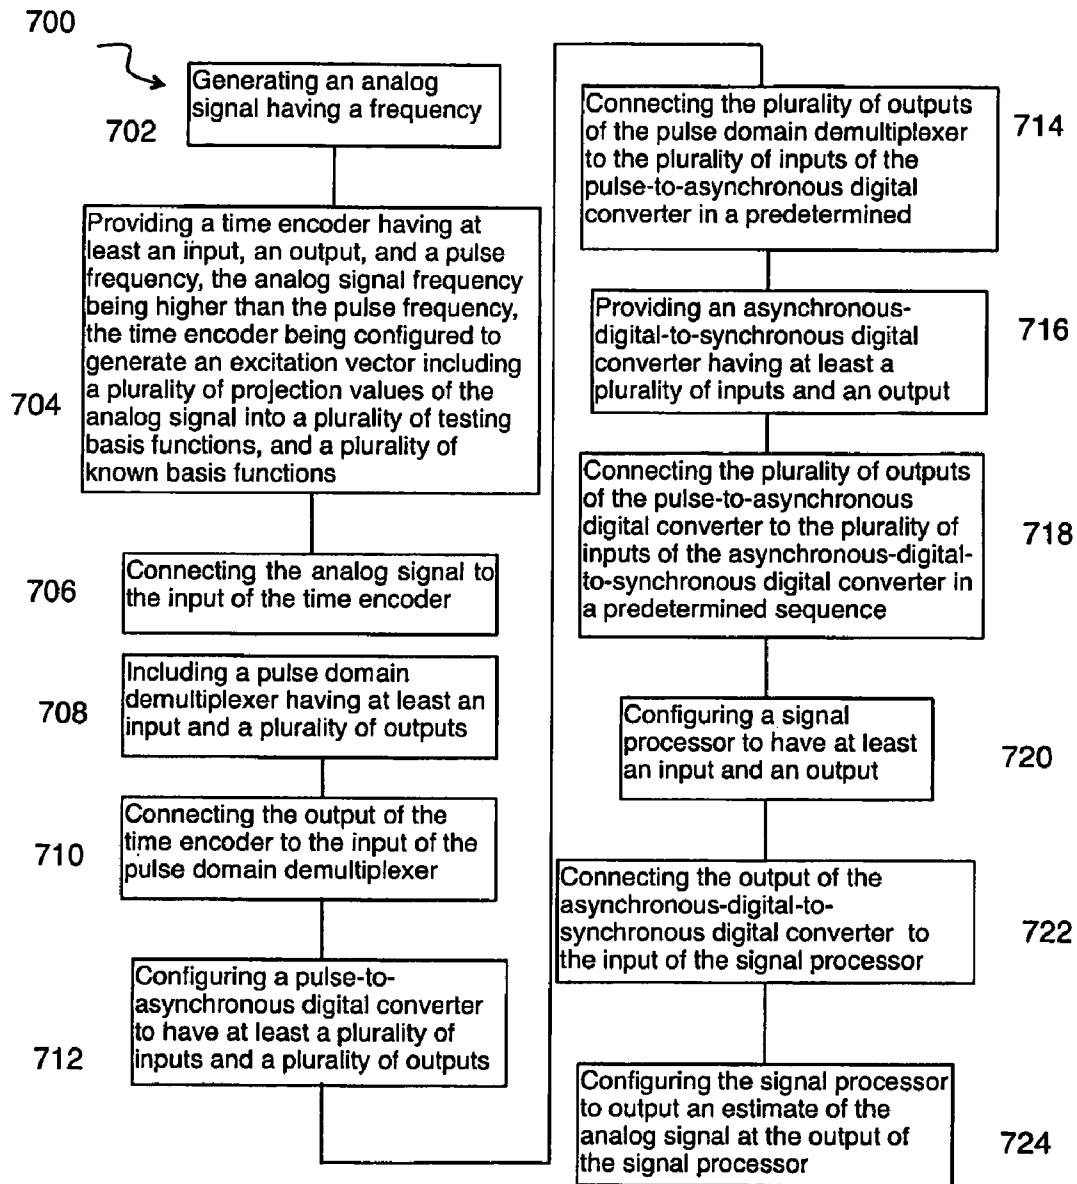 700
702
Generating an analog
signal having a frequency
704
Providing a time encoder having at
least an input, an output, and a pulse
frequency, the analog signal frequency
being higher than the pulse frequency,
the time encoder being configured to
generate an excitation vector including
a plurality of projection values of the
analog signal into a plurality of testing
basis functions, and a plurality of
known basis functions
706
Connecting the analog signal to
the input of the time encoder
708
Including a pulse domain
demultiplexer having at least an
input and a plurality of outputs
710
Connecting the output of the
time encoder to the input of the
pulse domain demultiplexer
712
Configuring a pulse-to-
asynchronous digital converter
to have at least a plurality of
inputs and a plurality of outputs
714
Connecting the plurality of outputs
of the pulse domain demultiplexer
to the plurality of inputs of the
pulse-to-asynchronous digital
converter in a predetermined
716
Providing an asynchronous-
digital-to-synchronous digital
converter having at least a
plurality of inputs and an output
718
Connecting the plurality of outputs
of the pulse-to-asynchronous
digital converter to the plurality of
inputs of the asynchronous-digital-
to-synchronous digital converter in
a predetermined sequence
720
Configuring a signal
processor to have at least
an input and an output
722
Connecting the output of the
asynchronous-digital-to-
synchronous digital converter to
the input of the signal processor
724
Configuring the signal processor
to output an estimate of the
analog signal at the output of
the signal processor